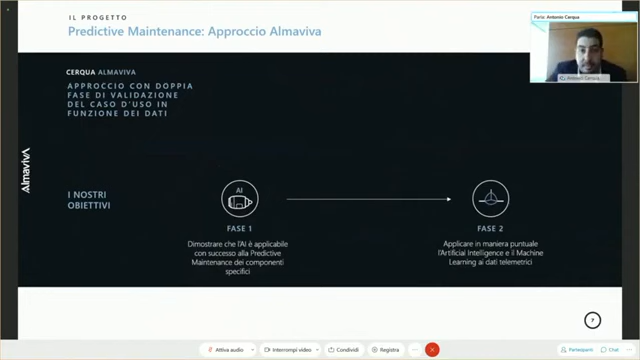 IL PROGETTO
Predictive Maintenance: Approccio Almaviva
Parla: Antonio Cerqua
Antonio Cerqua
CERQUA ALMAVIVA
APPROCCIO CON DOPPIA
FASE DI VALIDAZIONE
DEL CASO D'USO IN
FUNZIONE DEI DATI
AlmavivA
I NOSTRI
OBIETTIVI
AI
FASE 1
Dimostrare che l'AI è applicabile
con successo alla Predictive
Maintenance dei componenti
specifici
FASE 2
Applicare in maniera puntuale
l'Artificial Intelligence e il Machine
Learning ai dati telemetrici
7
Attiva audio
Interrompi video
Condividi
Registra
Partecipanti
Chat